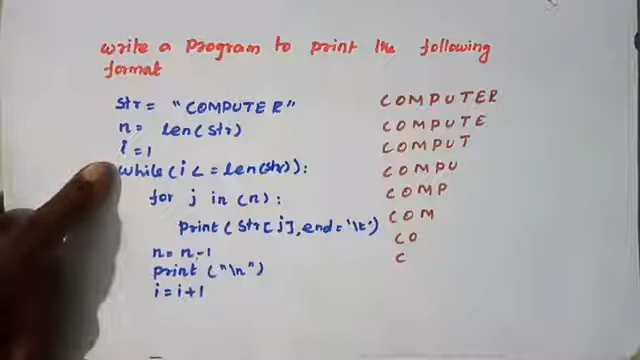 write a program to print the following
format
str = "COMPUTER"
n = len(str)
i = 1
while (i <= len(str)):
for j in (n):
print (str[j], end = '\t')
n = n-1
print ("\n")
i = i+1
COMPUTER
COMPUTE
COMPUT
COMPU
COMP
COM
CO
C